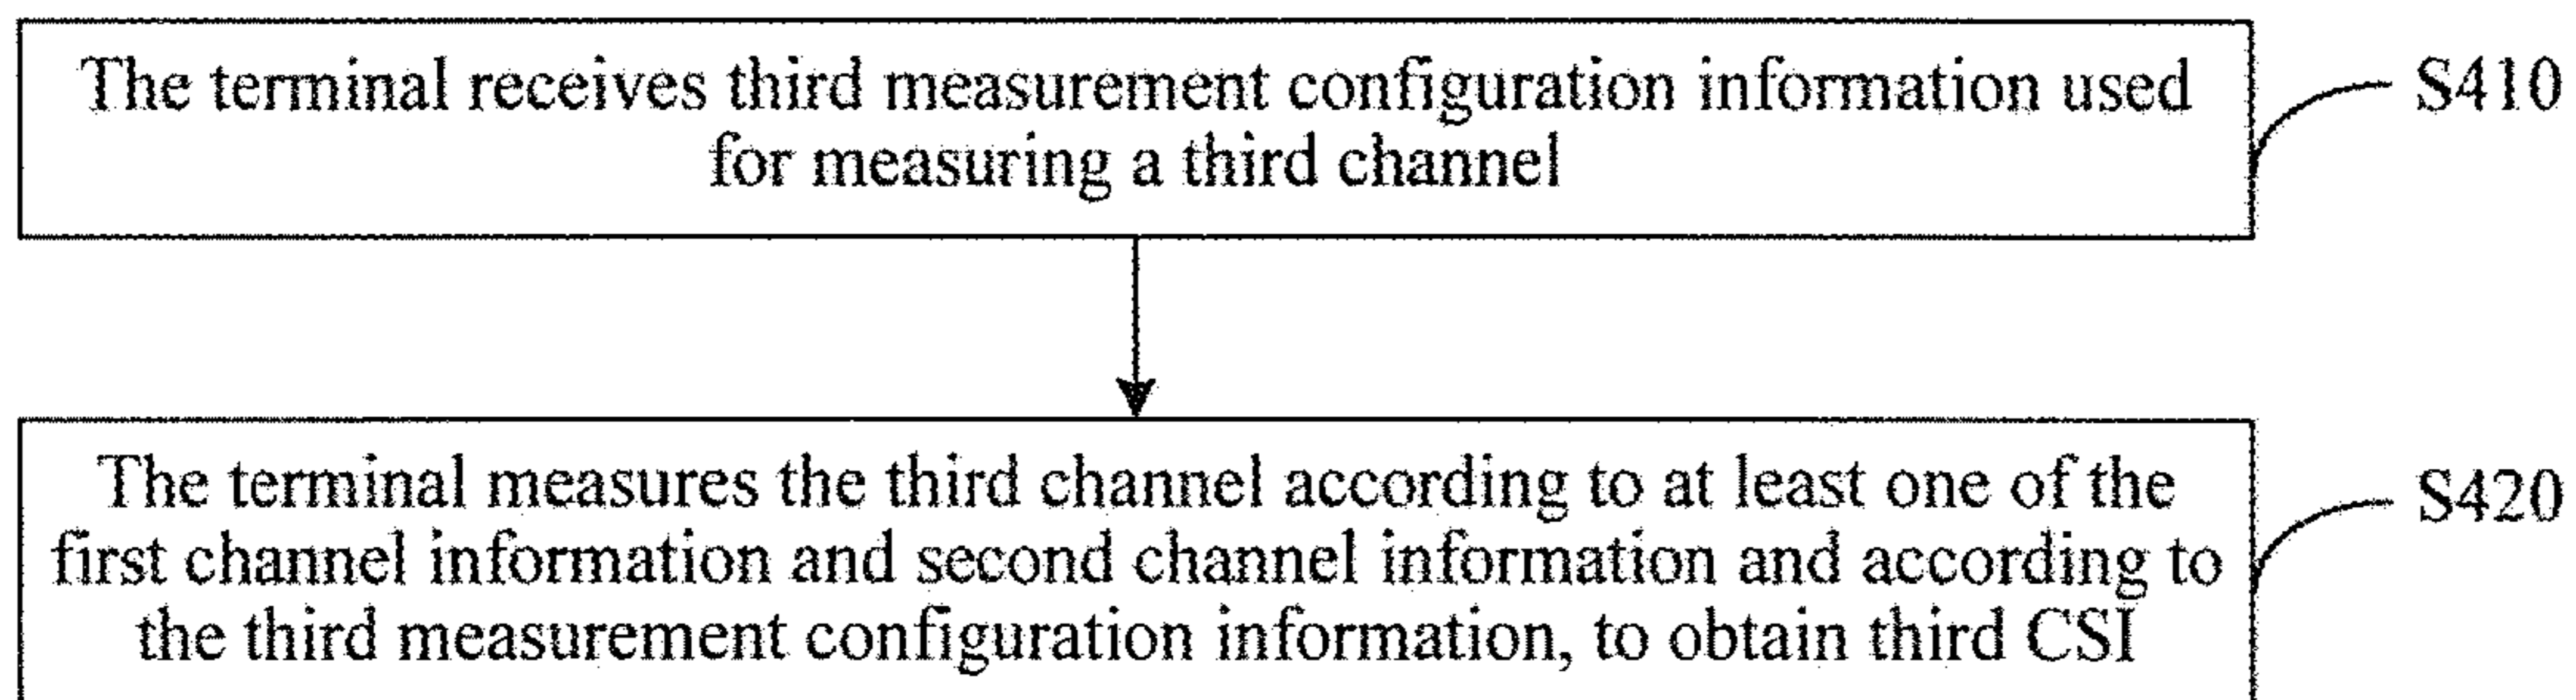 The terminal receives third measurement configuration information used
for measuring a third channel
S410
The terminal measures the third channel according to at least one of the
first channel information and second channel information and according to
the third measurement configuration information, to obtain third CSI
S420